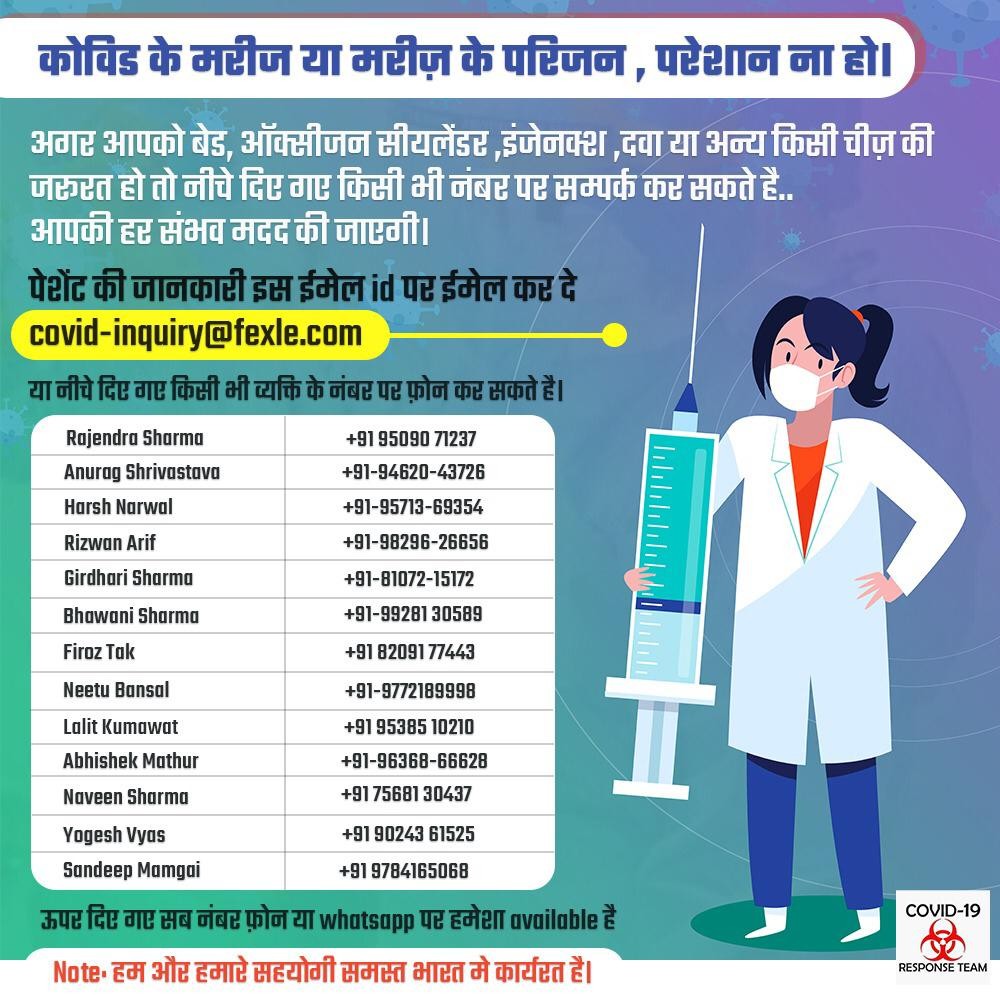 कोविड के मरीज या मरीज़ के परिजन , परेशान ना हो।
अगर आपको बेड, ऑक्सीजन सीयलेंडर ,इंजेनक्श ,दवा या अन्य किसी चीज़ की
जरूरत हो तो नीचे दिए गए किसी भी नंबर पर सम्पर्क कर सकते है..
आपकी हर संभव मदद की जाएगी।
पेशेंट की जानकारी इस ईमेल id पर ईमेल कर दे
covid-inquiry@fexle.com
या नीचे दिए गए किसी भी व्यक्ति के नंबर पर फ़ोन कर सकते है।
Rajendra Sharma +91 95090 71237
Anurag Shrivastava +91-94620-43726
Harsh Narwal +91-95713-69354
Rizwan Arif +91-98296-26656
Girdhari Sharma +91-81072-15172
Bhawani Sharma +91-99281 30589
Firoz Tak +91 82091 77443
Neetu Bansal +91-9772189998
Lalit Kumawat +91 95385 10210
Abhishek Mathur +91-96368-66628
Naveen Sharma +91 75681 30437
Yogesh Vyas +91 90243 61525
Sandeep Mamgai +91 9784165068
ऊपर दिए गए सब नंबर फ़ोन या whatsapp पर हमेशा available है
Note: हम और हमारे सहयोगी समस्त भारत मे कार्यरत है।
COVID-19
RESPONSE TEAM